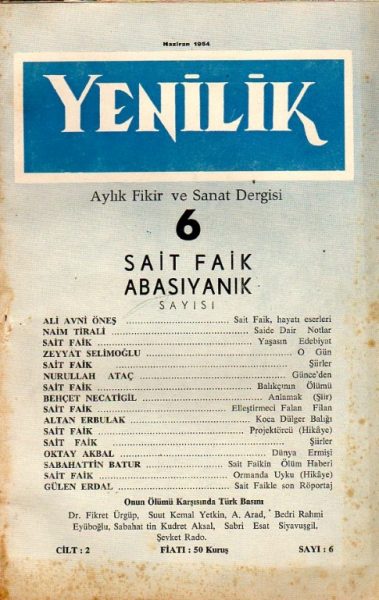 Haziran 1954
YENİLİK
Aylık Fikir ve Sanat Dergisi
6
SAİT FAİK
ABASIYANIK
SAYISI
ALİ AVNİ ÖNEŞ ........ Sait Faik, hayatı eserleri
NAİM TİRALİ ........ Saide Dair Notlar
SAİT FAİK ........ Yaşasın Edebiyat
ZEYYAT SELİMOĞLU ........ O Gün
SAİT FAİK ........ Şiirler
NURULLAH ATAÇ ........ Günce'den
SAİT FAİK ........ Balıkçının Ölümü
BEHÇET NECATİGİL ........ Anlamak (Şiir)
SAİT FAİK ........ Elleştirmeci Falan Filan
ALTAN ERBULAK ........ Koca Dülger Balığı
SAİT FAİK ........ Projektörcü (Hikâye)
SAİT FAİK ........ Şiirler
OKTAY AKBAL ........ Dünya Ermişi
SABAHATTİN BATUR ........ Sait Faikin Ölüm Haberi
SAİT FAİK ........ Ormanda Uyku (Hikâye)
GÜLEN ERDAL ........ Sait Faikle son Röportaj
Onun Ölümü Karşısında Türk Basını
Dr. Fikret Ürgüp, Suut Kemal Yetkin, A. Arad, Bedri Rahmi
Eyüboğlu, Sabahat tin Kudret Aksal, Sabri Esat Siyavuşgil,
Şevket Rado.
CİLT : 2 FİATI : 50 Kuruş SAYI : 6